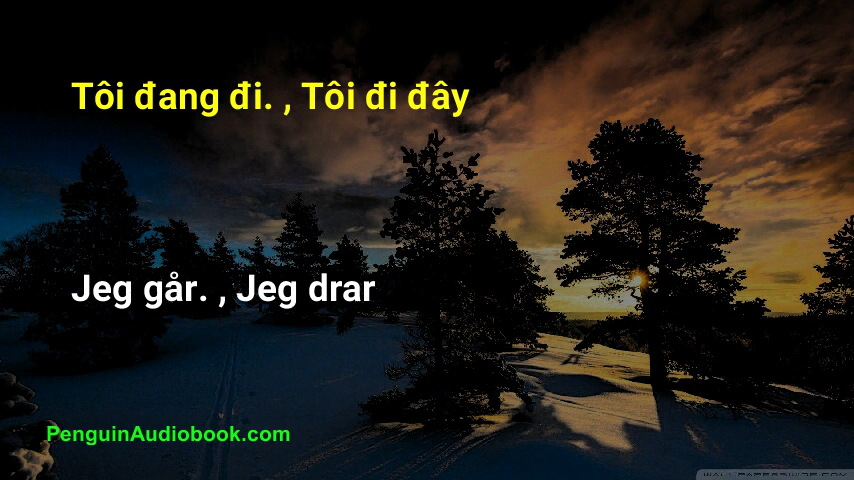 Tôi đang đi. , Tôi đi đây
Jeg går. , Jeg drar
PenguinAudiobook.com